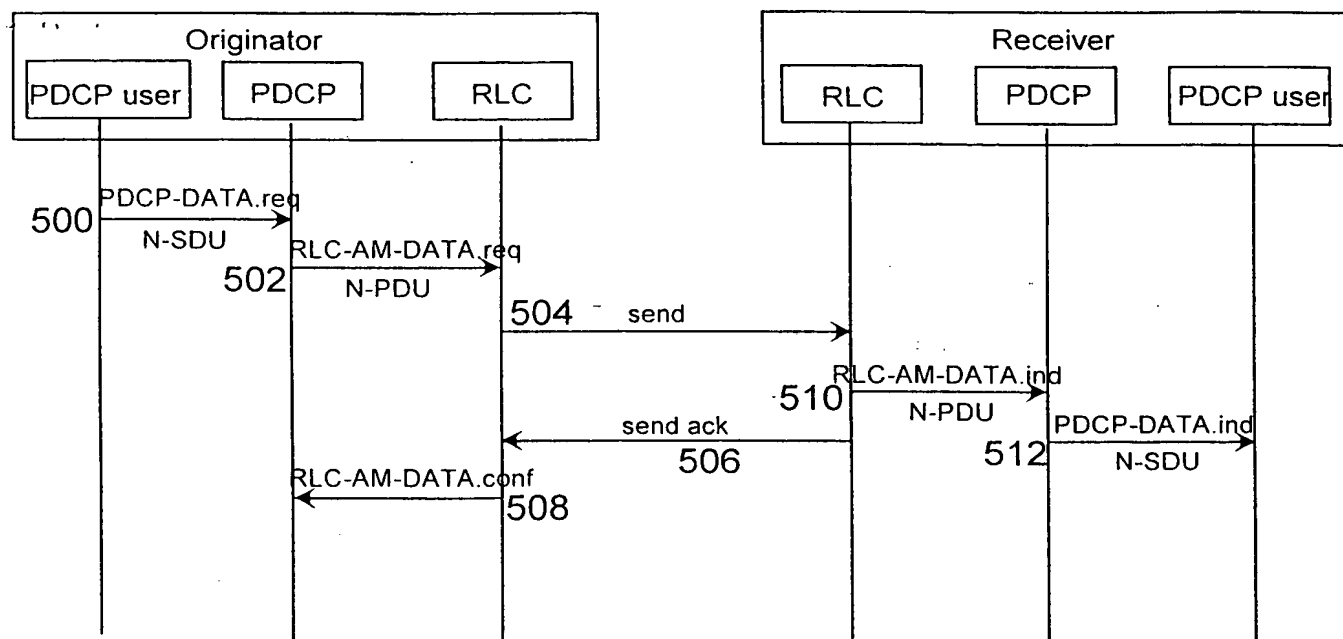 Originator
Receiver
PDCP user
PDCP
RLC
RLC
PDCP
PDCP user
PDCP-DATA.req
500
N-SDU
RLC-AM-DATA.req
502
N-PDU
504
send
RLC-AM-DATA.ind
510
N-PDU
send ack
506
PDCP-DATA.ind
512
N-SDU
RLC-AM-DATA.conf
508